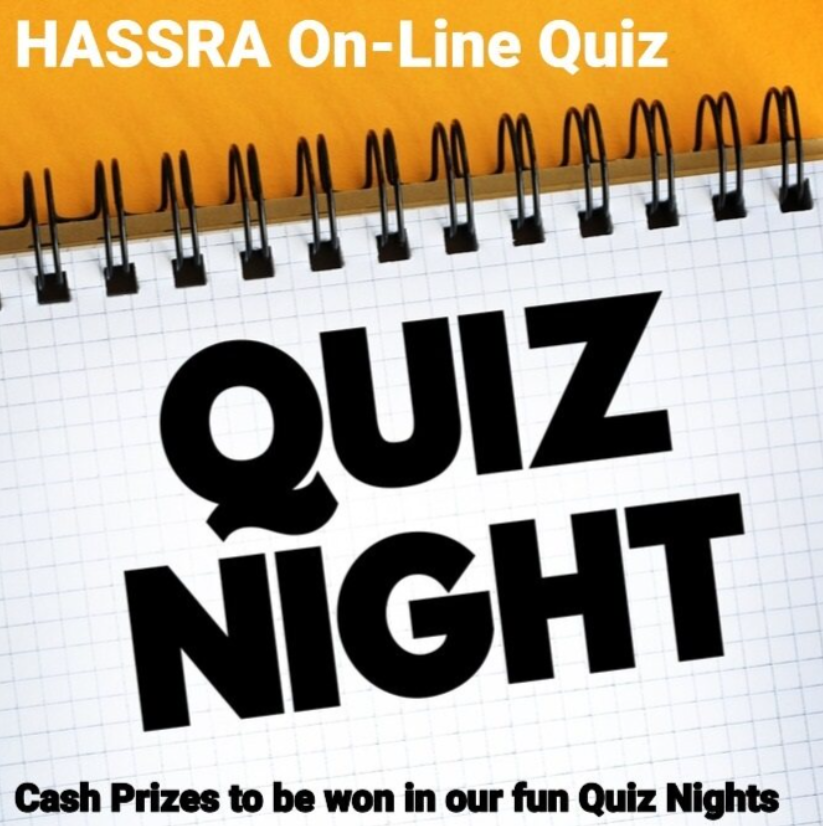 HASSRA On-Line Quiz
QUIZ
NIGHT
Cash Prizes to be won in our fun Quiz Nights